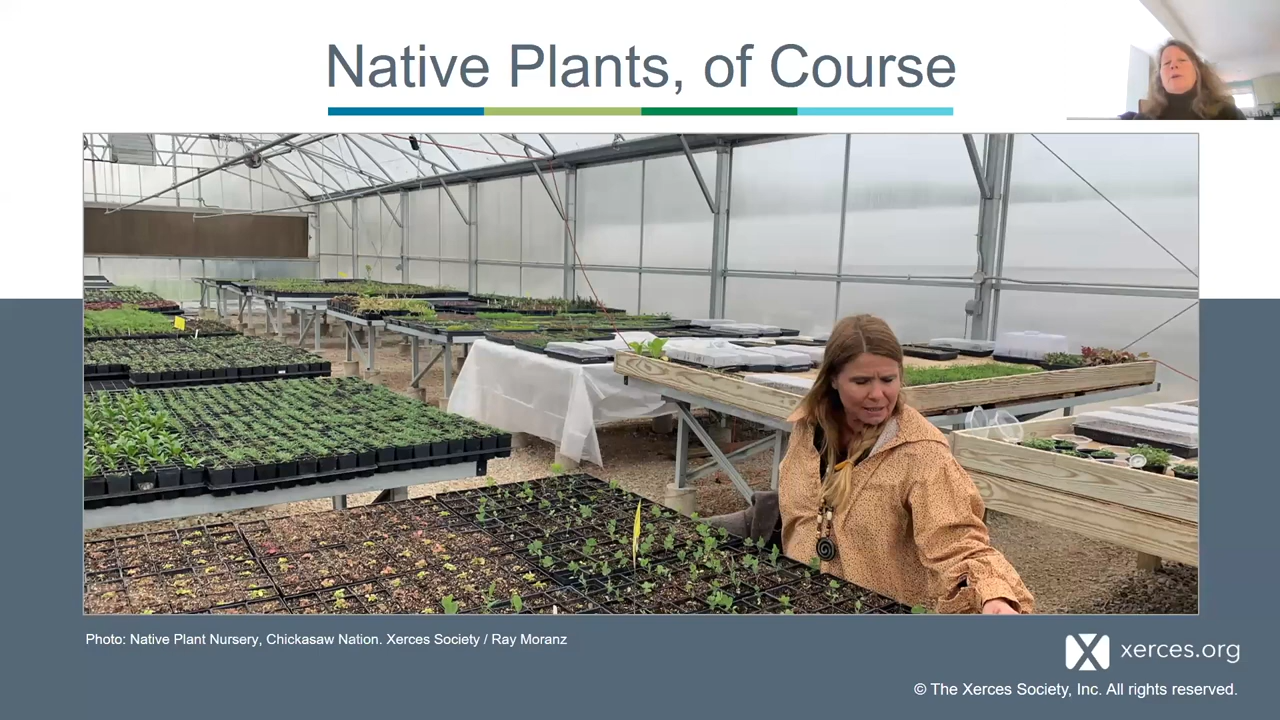 Native Plants, of Course
Photo: Native Plant Nursery, Chickasaw Nation. Xerces Society / Ray Moranz
xerces.org
© The Xerces Society, Inc. All rights reserved.